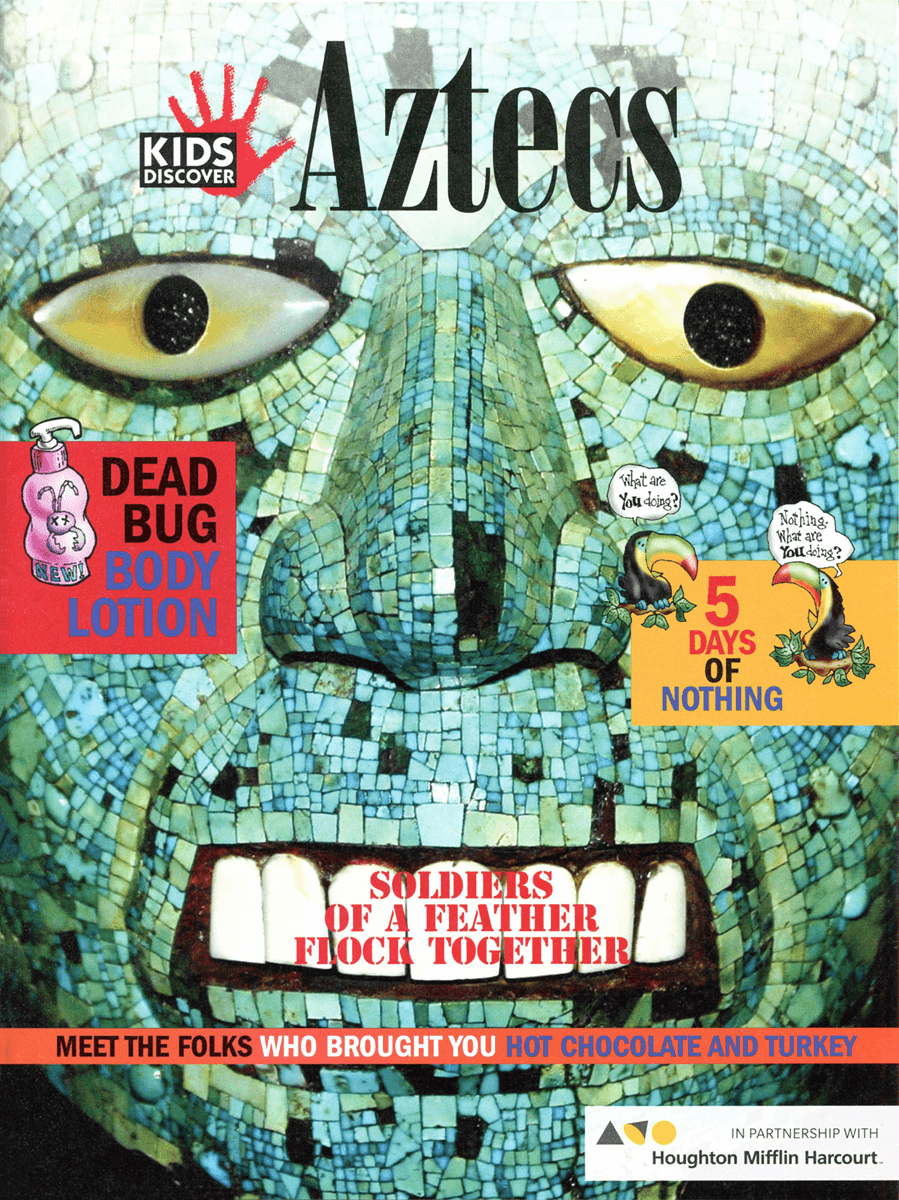 KIDS
DISCOVER
Aztecs
DEAD
BUG
BODY
LOTION
NEW!
What are
You doing?
Nothing.
What are
You doing?
5
DAYS
OF
NOTHING
SOLDIERS
OF A FEATHER
FLOCK TOGETHER
MEET THE FOLKS WHO BROUGHT YOU HOT CHOCOLATE AND TURKEY
IN PARTNERSHIP WITH
Houghton Mifflin Harcourt™